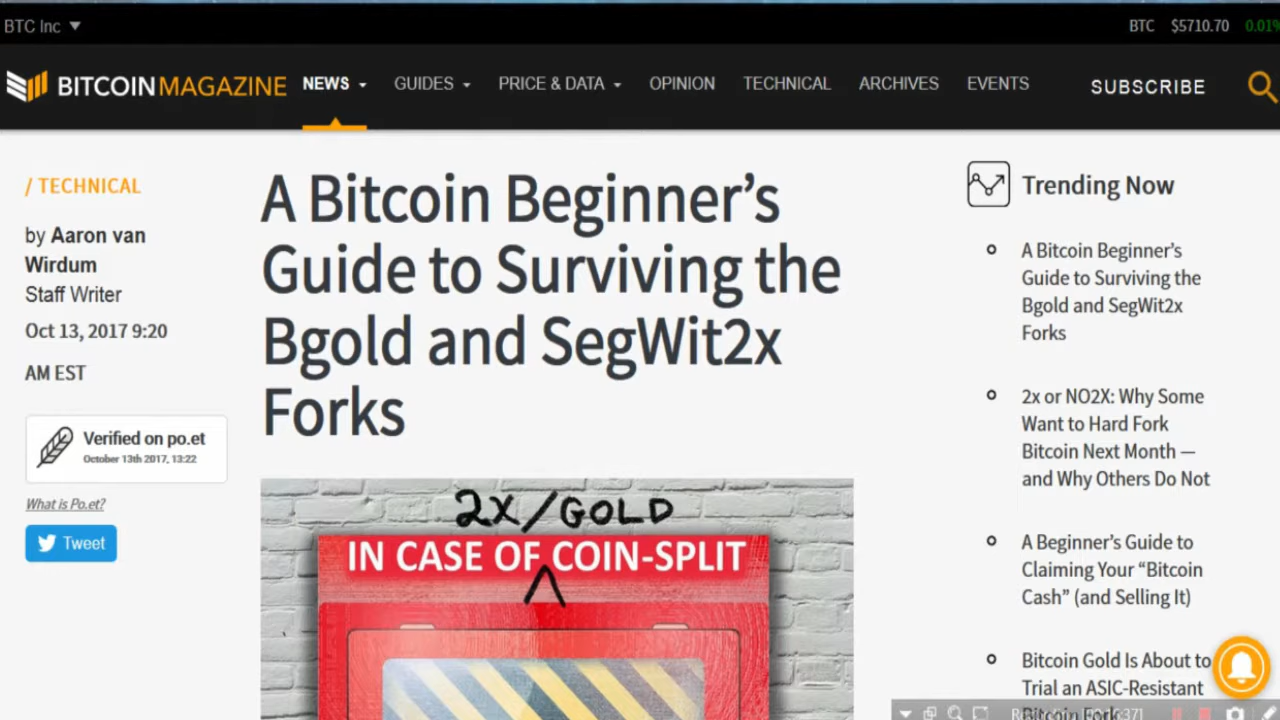 BTC Inc
BTC $5710.70 0.01%
BITCOINMAGAZINE
NEWS
GUIDES
PRICE & DATA
OPINION
TECHNICAL
ARCHIVES
EVENTS
SUBSCRIBE
/ TECHNICAL
by Aaron van
Wirdum
Staff Writer
Oct 13, 2017 9:20
AM EST
Verified on po.et
October 13th 2017, 13:22
What is Po.et?
Tweet
A Bitcoin Beginner’s
Guide to Surviving the
Bgold and SegWit2x
Forks
2X/GOLD
IN CASE OF COIN-SPLIT
Trending Now
A Bitcoin Beginner’s
Guide to Surviving the
Bgold and SegWit2x
Forks
2x or NO2X: Why Some
Want to Hard Fork
Bitcoin Next Month —
and Why Others Do Not
A Beginner’s Guide to
Claiming Your “Bitcoin
Cash” (and Selling It)
Bitcoin Gold Is About to
Trial an ASIC-Resistant
Bitcoin Fork